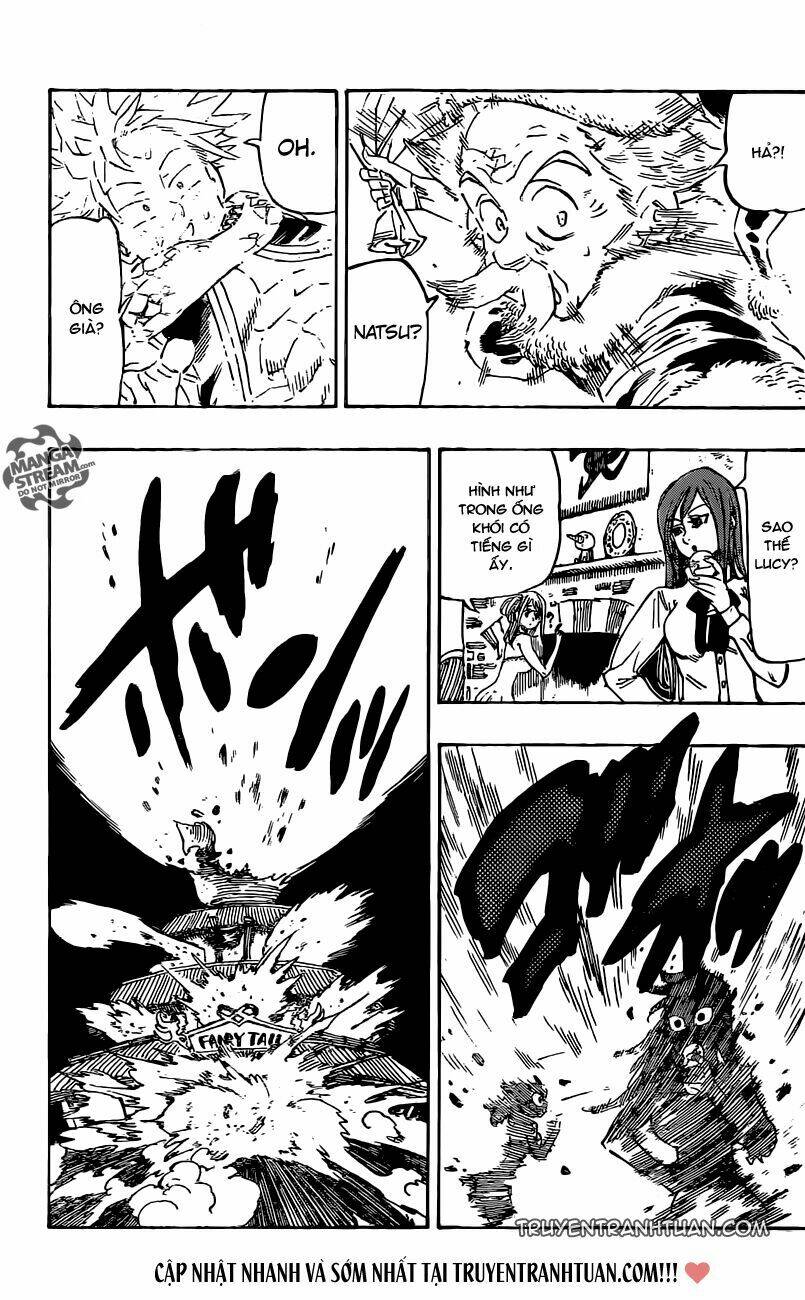 HẢ?!
NATSU?
OH.
ÔNG
GIÀ?
SAO
THẾ
LUCY?
HÌNH NHƯ
TRONG ỐNG
KHÓI CÓ
TIẾNG GÌ
ẤY.
?
MANGA
STREAM.com
DO NOT MIRROR!
FAIRY TAIL
TRUYENTRANHTUAN.COM
CẬP NHẬT NHANH VÀ SỚM NHẤT TẠI TRUYENTRANHTUAN.COM!!!